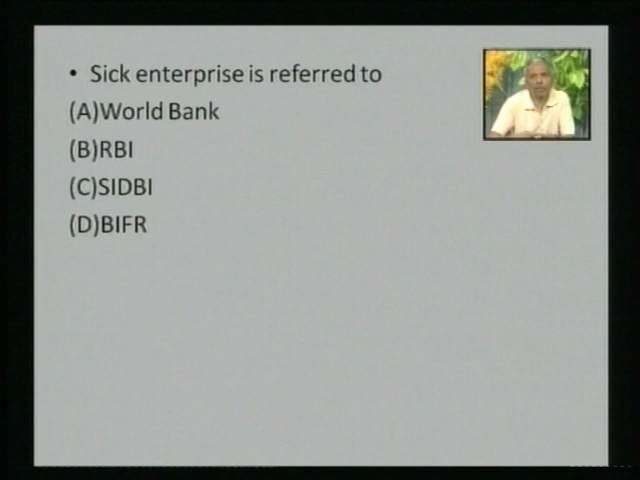 • Sick enterprise is referred to
(A)World Bank
(B)RBI
(C)SIDBI
(D)BIFR